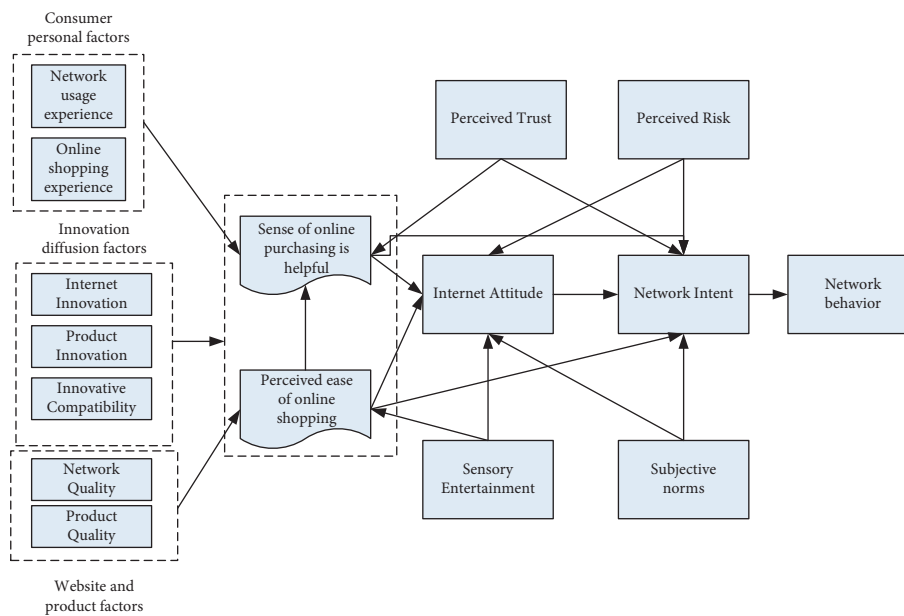 Consumer
personal factors
Network
usage
experience
Online
shopping
experience
Innovation
diffusion factors
Internet
Innovation
Product
Innovation
Innovative
Compatibility
Network
Quality
Product
Quality
Website and
product factors
Sense of online
purchasing is
helpful
Perceived ease
of online
shopping
Perceived Trust
Perceived Risk
Internet Attitude
Network Intent
Network
behavior
Sensory
Entertainment
Subjective
norms